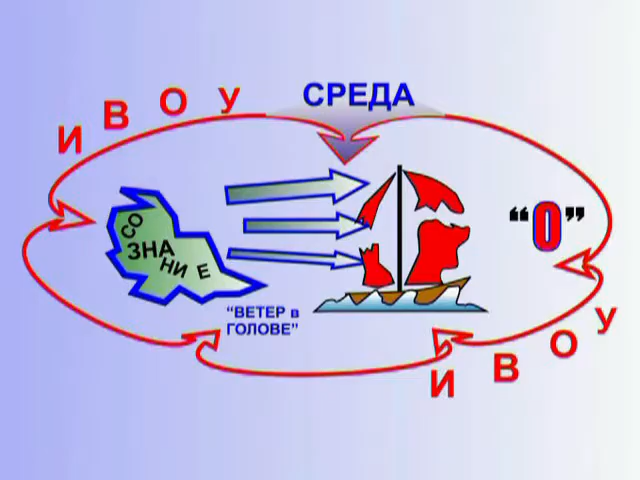 СРЕДА
И В О У
СО
ЗНА
НИ Е
“О”
“ВЕТЕР в
ГОЛОВЕ”
И В О У